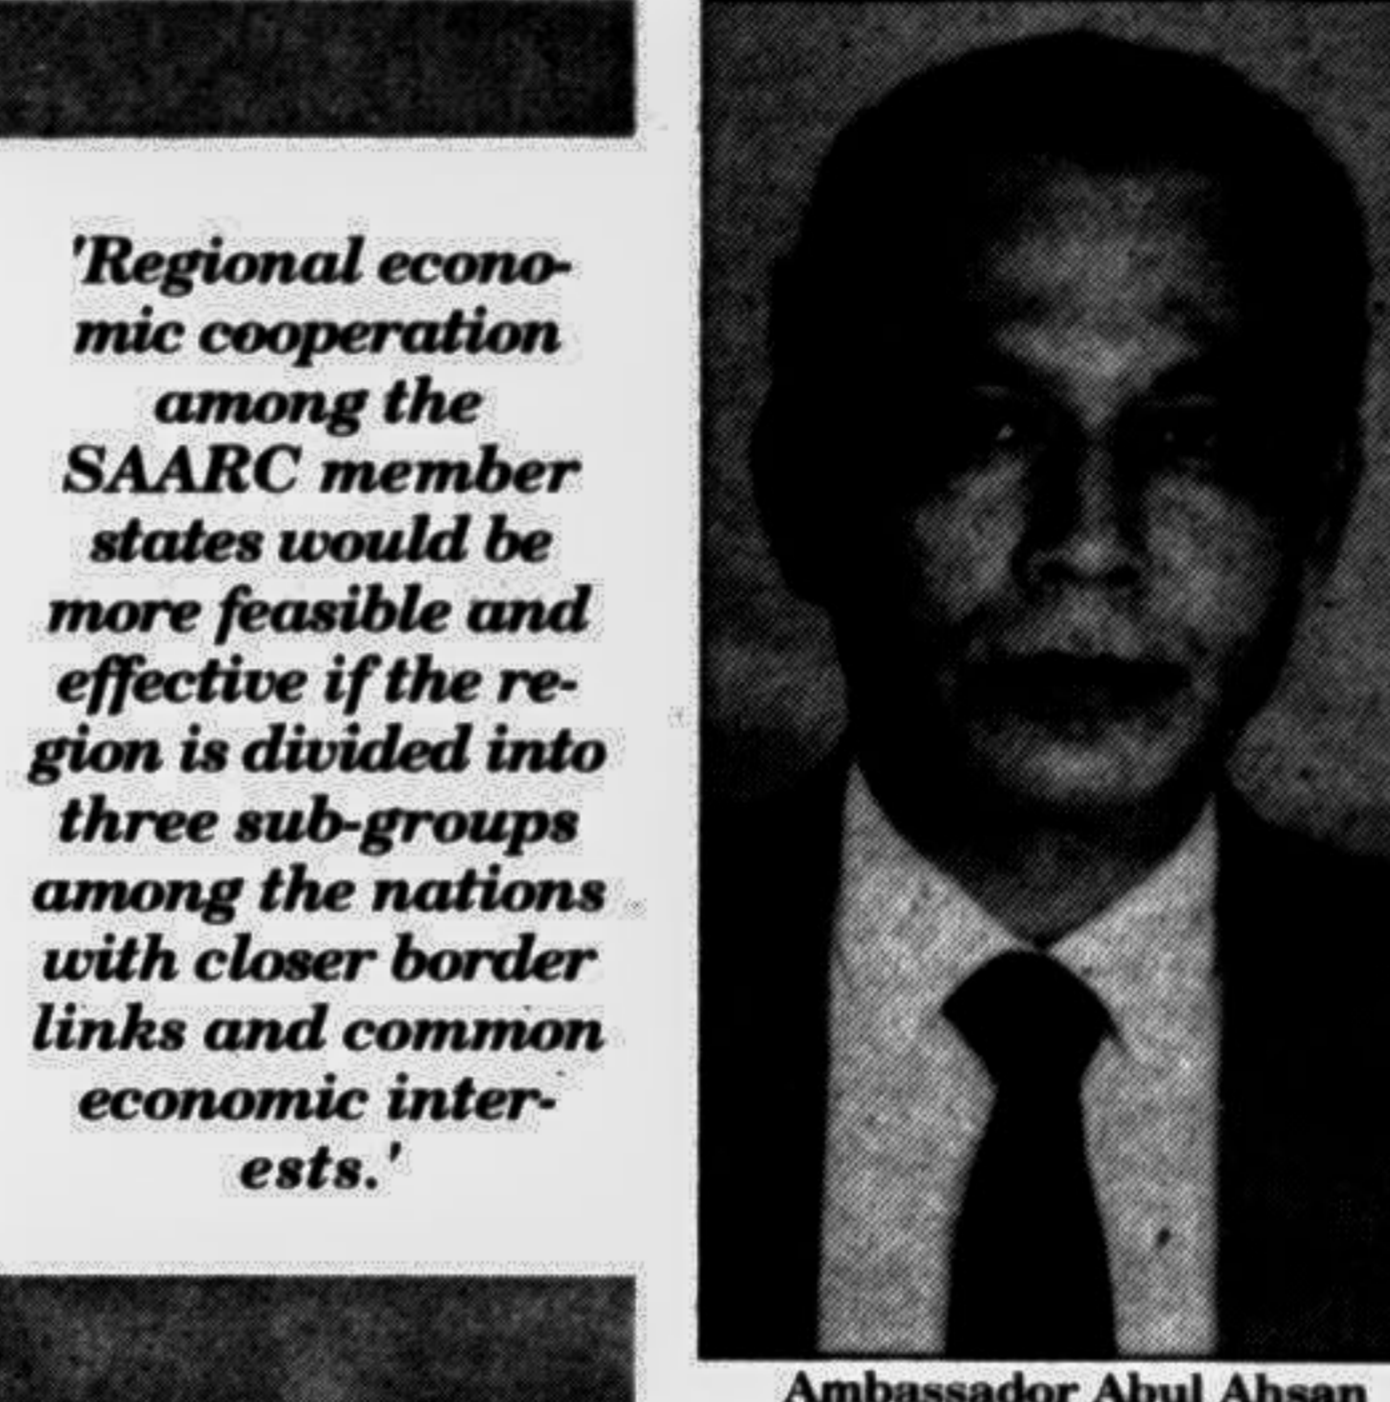 'Regional econo-
mic cooperation
among the
SAARC member
states would be
more feasible and
effective if the re-
gion is divided into
three sub-groups
among the nations
with closer border
links and common
economic inter-
ests.'
Ambassador Abul Ahsan